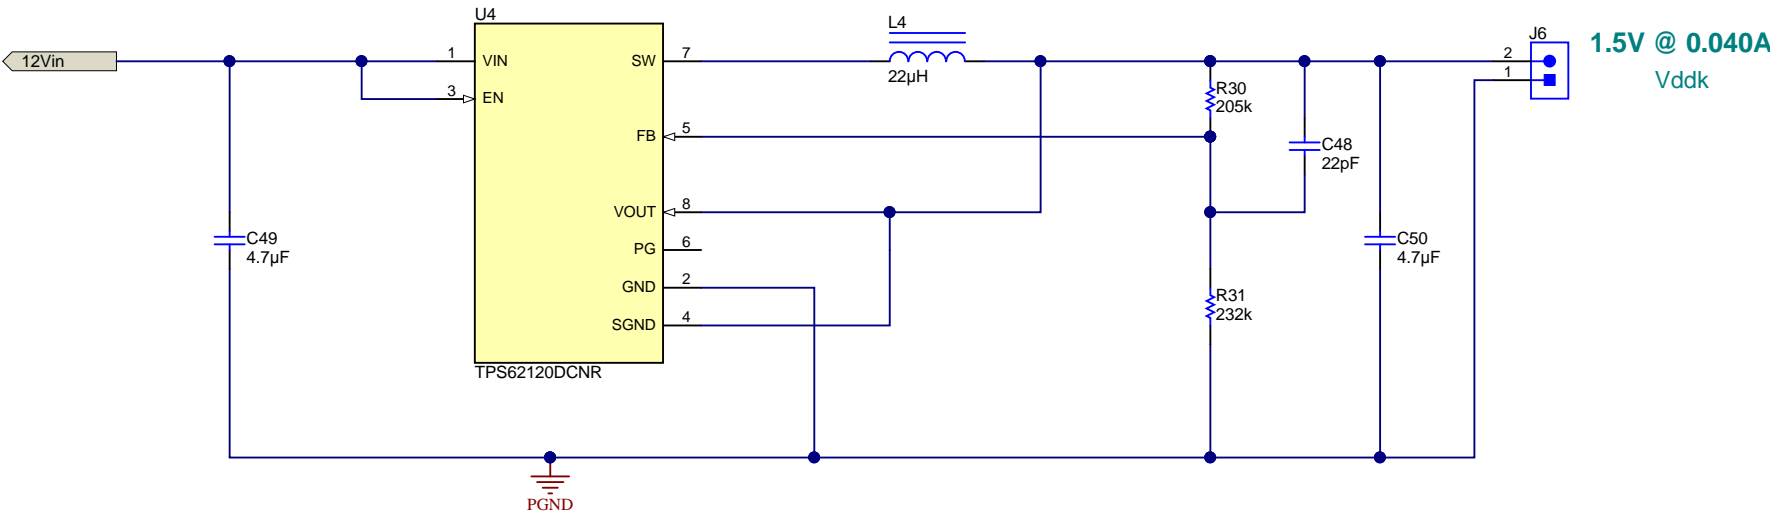 U4
L4
J6
1.5V @ 0.040A
Vddk
12Vin
1
VIN
SW
7
22µH
2
1
3
EN
R30
205k
FB
5
C48
22pF
VOUT
8
C49
4.7µF
PG
6
C50
4.7µF
GND
2
R31
232k
SGND
4
TPS62120DCNR
PGND